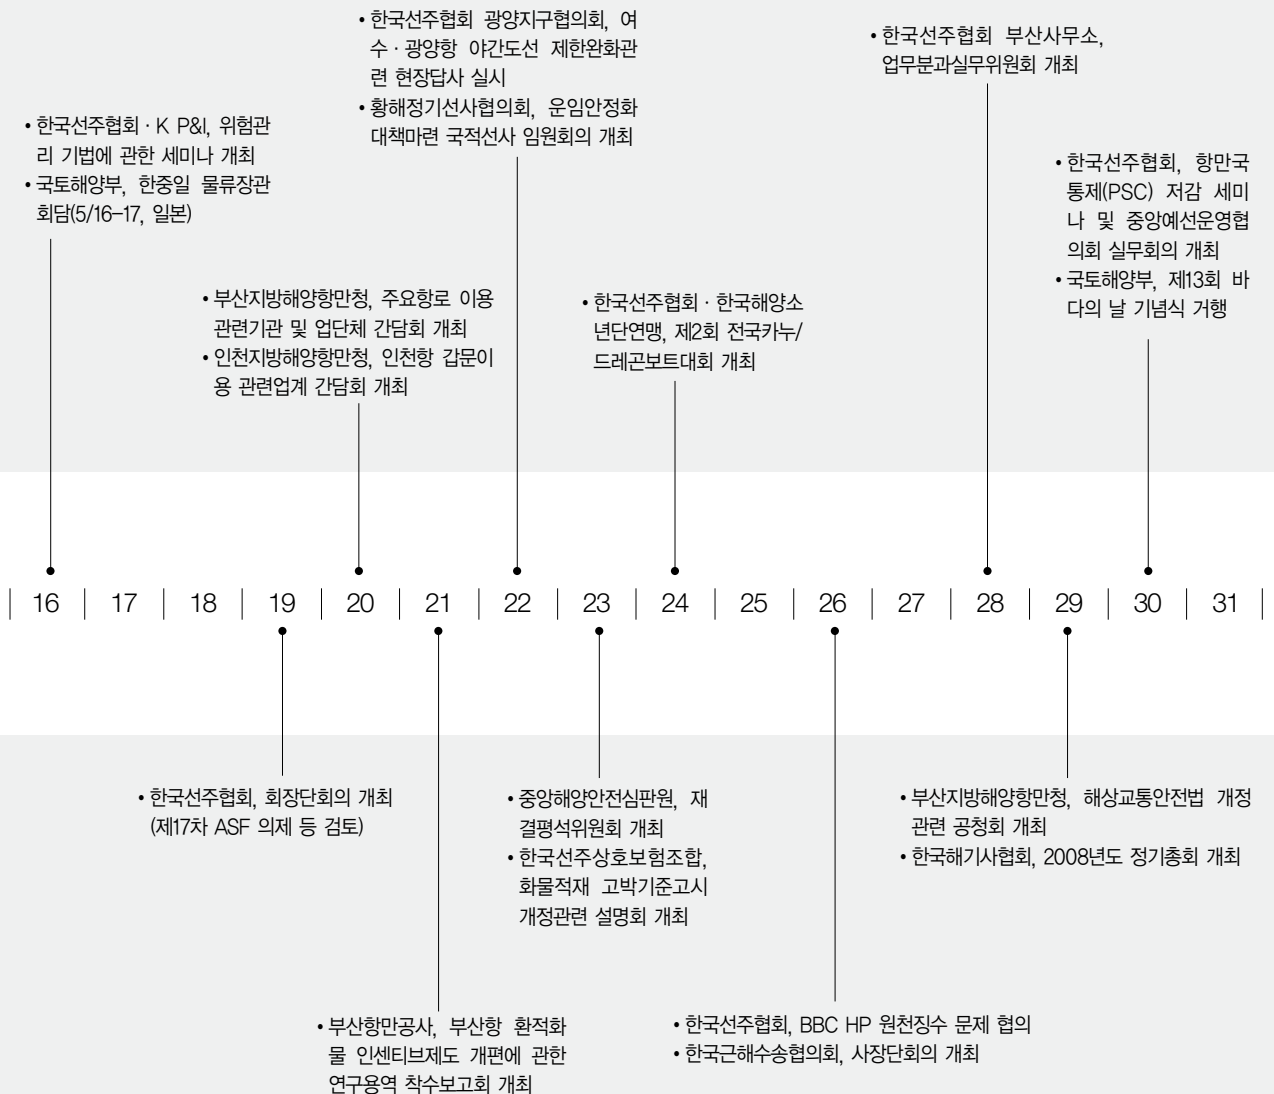 • 한국선주협회 광양지구협의회, 여
수 · 광양항 야간도선 제한완화관
련 현장답사 실시
• 황해정기선사협의회, 운임안정화
대책마련 국적선사 임원회의 개최
• 한국선주협회 부산사무소,
업무분과실무위원회 개최
• 한국선주협회 · K P&I, 위험관
리 기법에 관한 세미나 개최
• 국토해양부, 한중일 물류장관
회담(5/16-17, 일본)
• 한국선주협회, 항만국
통제(PSC) 저감 세미
나 및 중앙예선운영협
의회 실무회의 개최
• 국토해양부, 제13회 바
다의 날 기념식 거행
• 부산지방해양항만청, 주요항로 이용
관련기관 및 업단체 간담회 개최
• 인천지방해양항만청, 인천항 갑문이
용 관련업계 간담회 개최
• 한국선주협회 · 한국해양소
년단연맹, 제2회 전국카누/
드레곤보트대회 개최
16 17 18 19 20 21 22 23 24 25 26 27 28 29 30 31
• 한국선주협회, 회장단회의 개최
(제17차 ASF 의제 등 검토)
• 중앙해양안전심판원, 재
결평석위원회 개최
• 한국선주상호보험조합,
화물적재 고박기준고시
개정관련 설명회 개최
• 부산지방해양항만청, 해상교통안전법 개정
관련 공청회 개최
• 한국해기사협회, 2008년도 정기총회 개최
• 부산항만공사, 부산항 환적화
물 인센티브제도 개편에 관한
연구용역 착수보고회 개최
• 한국선주협회, BBC HP 원천징수 문제 협의
• 한국근해수송협의회, 사장단회의 개최